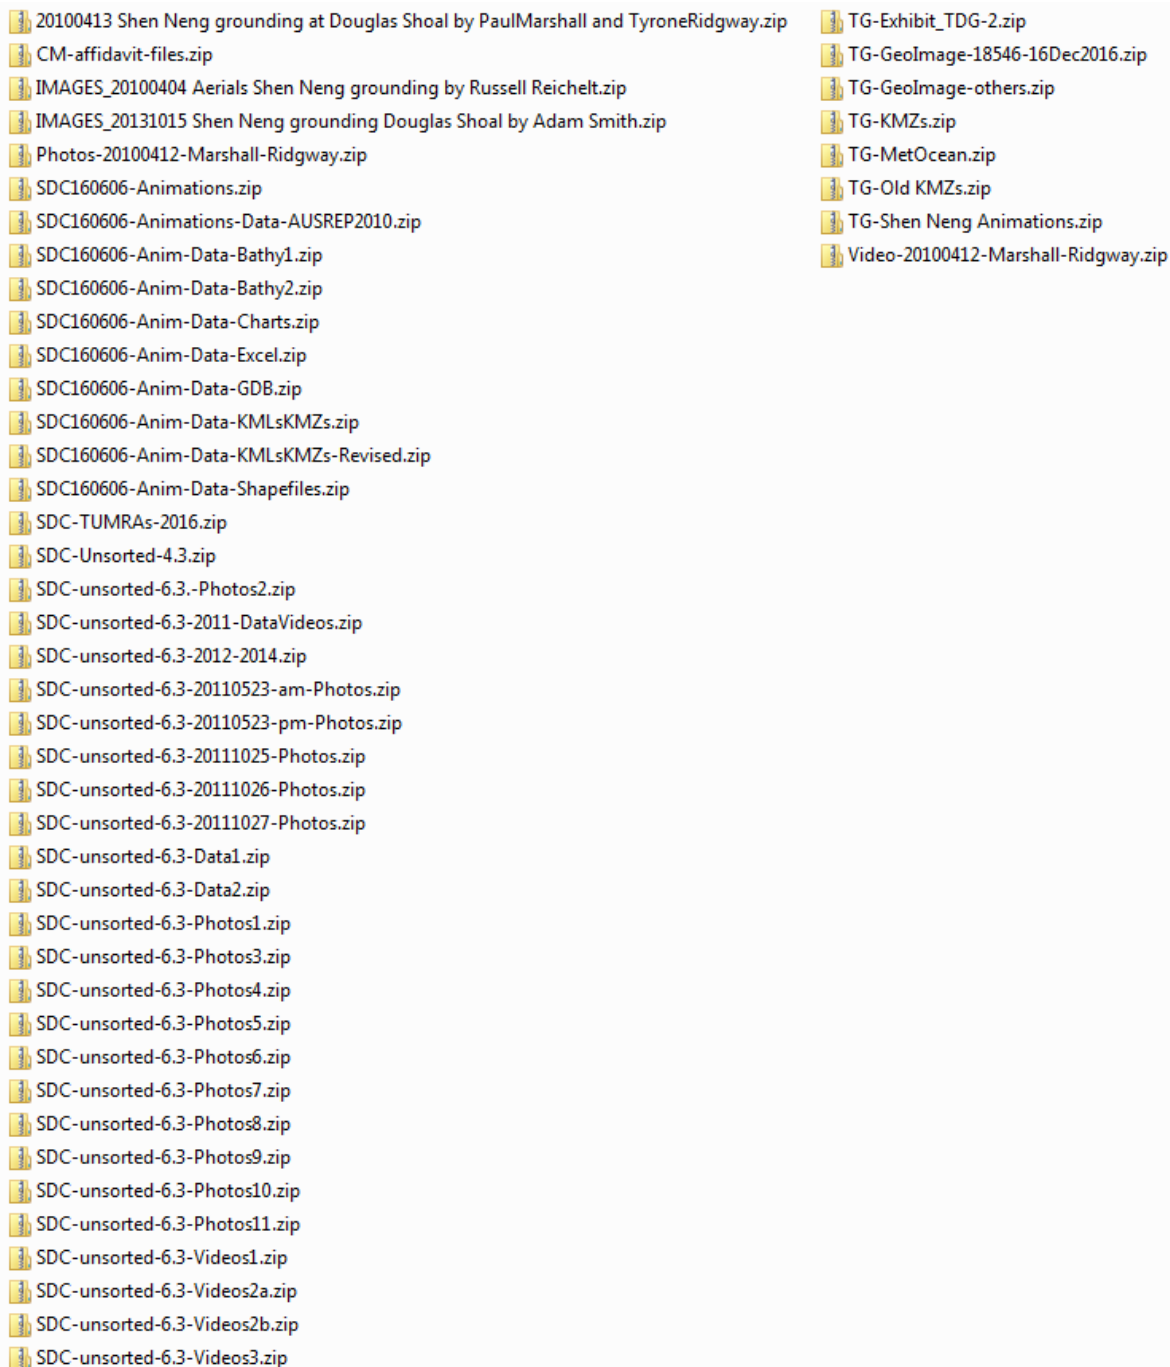 20100413 Shen Neng grounding at Douglas Shoal by PaulMarshall and TyroneRidgway.zip
CM-affidavit-files.zip
IMAGES_20100404 Aerials Shen Neng grounding by Russell Reichelt.zip
IMAGES_20131015 Shen Neng grounding Douglas Shoal by Adam Smith.zip
Photos-20100412-Marshall-Ridgway.zip
SDC160606-Animations.zip
SDC160606-Animations-Data-AUSREP2010.zip
SDC160606-Anim-Data-Bathy1.zip
SDC160606-Anim-Data-Bathy2.zip
SDC160606-Anim-Data-Charts.zip
SDC160606-Anim-Data-Excel.zip
SDC160606-Anim-Data-GDB.zip
SDC160606-Anim-Data-KMLsKMZs.zip
SDC160606-Anim-Data-KMLsKMZs-Revised.zip
SDC160606-Anim-Data-Shapefiles.zip
SDC-TUMRAs-2016.zip
SDC-Unsorted-4.3.zip
SDC-unsorted-6.3.-Photos2.zip
SDC-unsorted-6.3-2011-DataVideos.zip
SDC-unsorted-6.3-2012-2014.zip
SDC-unsorted-6.3-20110523-am-Photos.zip
SDC-unsorted-6.3-20110523-pm-Photos.zip
SDC-unsorted-6.3-20111025-Photos.zip
SDC-unsorted-6.3-20111026-Photos.zip
SDC-unsorted-6.3-20111027-Photos.zip
SDC-unsorted-6.3-Data1.zip
SDC-unsorted-6.3-Data2.zip
SDC-unsorted-6.3-Photos1.zip
SDC-unsorted-6.3-Photos3.zip
SDC-unsorted-6.3-Photos4.zip
SDC-unsorted-6.3-Photos5.zip
SDC-unsorted-6.3-Photos6.zip
SDC-unsorted-6.3-Photos7.zip
SDC-unsorted-6.3-Photos8.zip
SDC-unsorted-6.3-Photos9.zip
SDC-unsorted-6.3-Photos10.zip
SDC-unsorted-6.3-Photos11.zip
SDC-unsorted-6.3-Videos1.zip
SDC-unsorted-6.3-Videos2a.zip
SDC-unsorted-6.3-Videos2b.zip
SDC-unsorted-6.3-Videos3.zip
TG-Exhibit_TDG-2.zip
TG-GeoImage-18546-16Dec2016.zip
TG-GeoImage-others.zip
TG-KMZs.zip
TG-MetOcean.zip
TG-Old KMZs.zip
TG-Shen Neng Animations.zip
Video-20100412-Marshall-Ridgway.zip